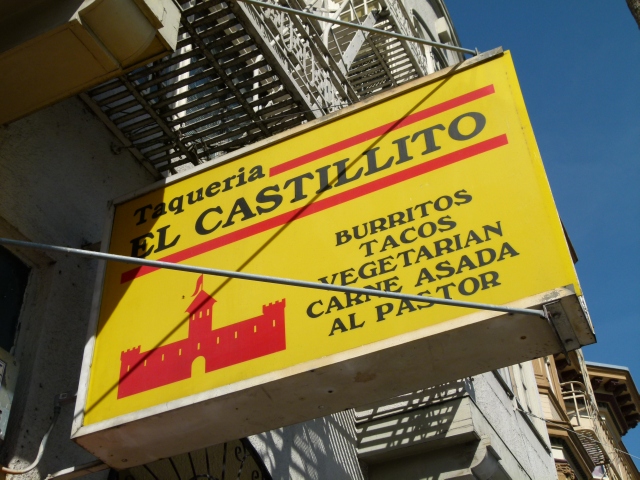 Taqueria
EL CASTILLITO
BURRITOS
TACOS
VEGETARIAN
CARNE ASADA
AL PASTOR